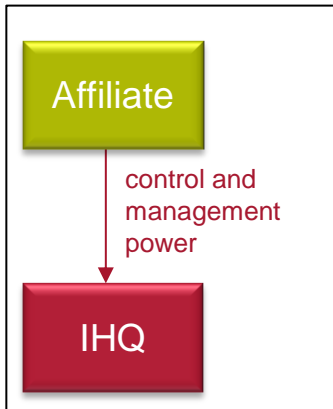 Affiliate
control and
management
power
IHQ